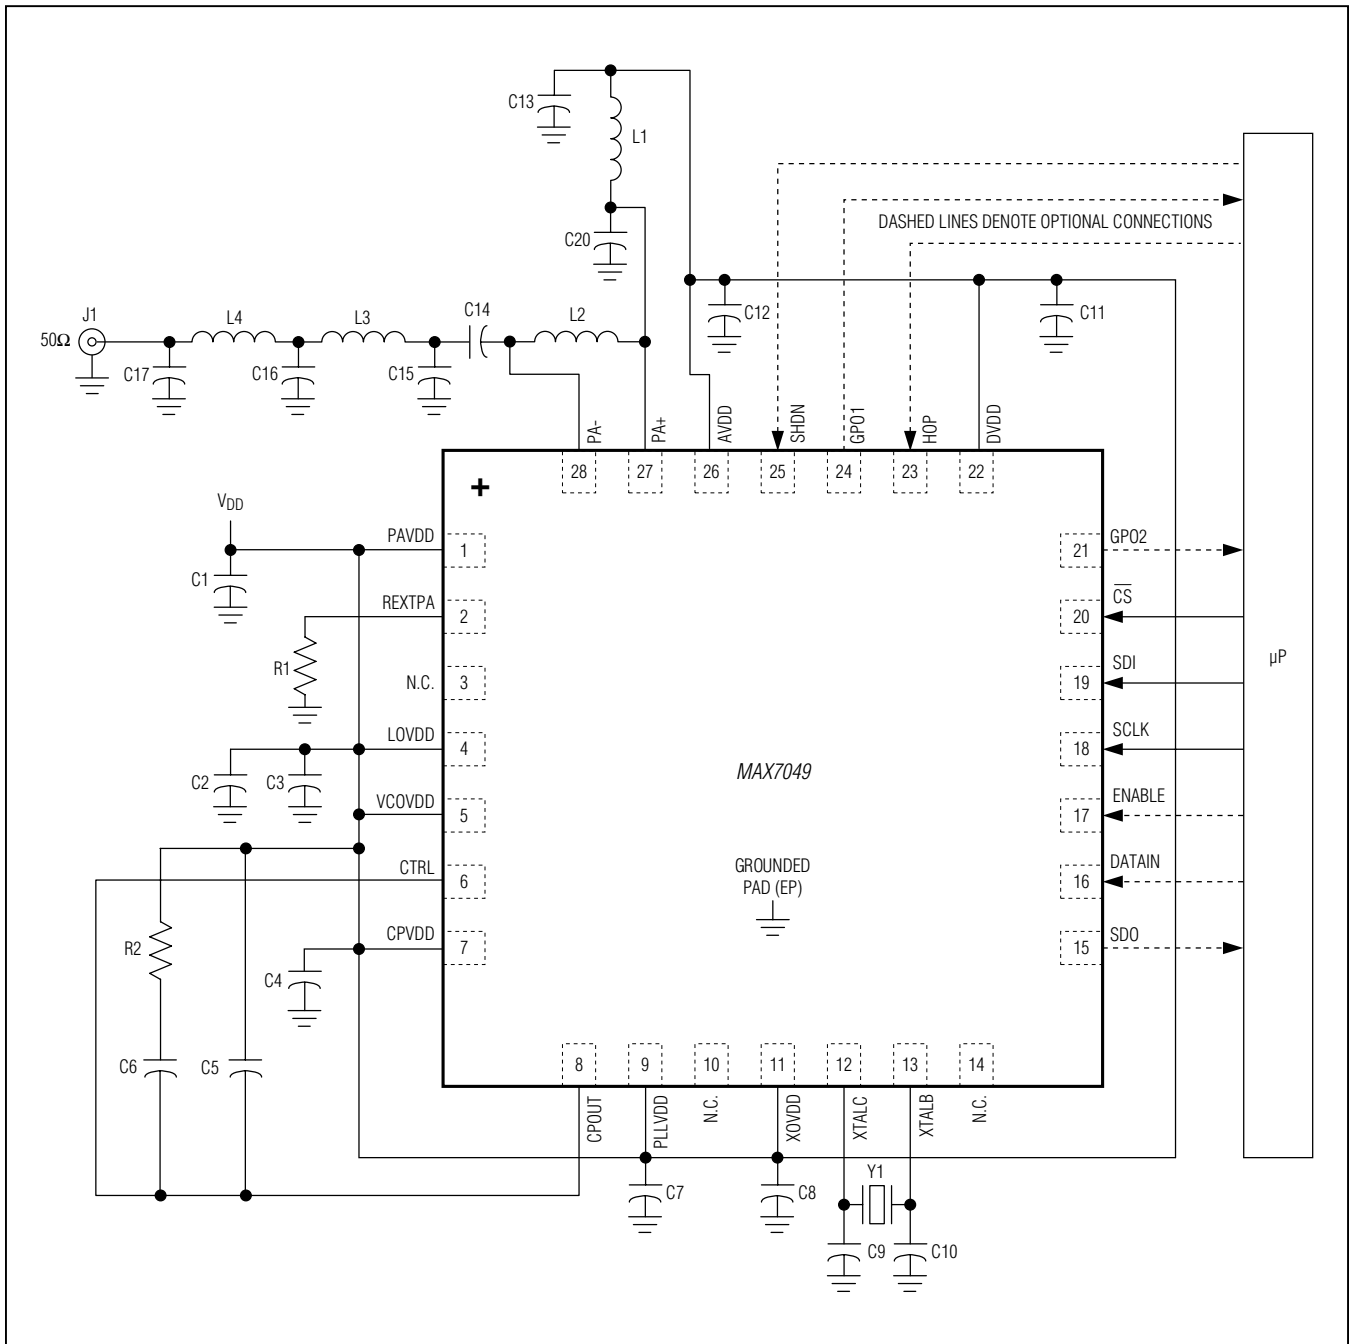 C13
L1
C20
DASHED LINES DENOTE OPTIONAL CONNECTIONS
J1
50Ω
L4
L3
C14
L2
C12
C11
C17
C16
C15
PA-
PA+
AVDD
SHDN
GPO1
HOP
DVDD
28
27
26
25
24
23
22
+
VDD
PAVDD
1
C1
REXTPA
2
R1
N.C.
3
LOVDD
4
C2
C3
VCOVDD
5
CTRL
6
R2
CPVDD
7
C4
C6
C5
MAX7049
GROUNDED
PAD (EP)
21
GPO2
20
CS
19
SDI
18
SCLK
17
ENABLE
16
DATAIN
15
SDO
µP
8
9
10
11
12
13
14
CPOUT
PLLVDD
N.C.
XOVDD
XTALC
XTALB
N.C.
C7
C8
Y1
C9
C10